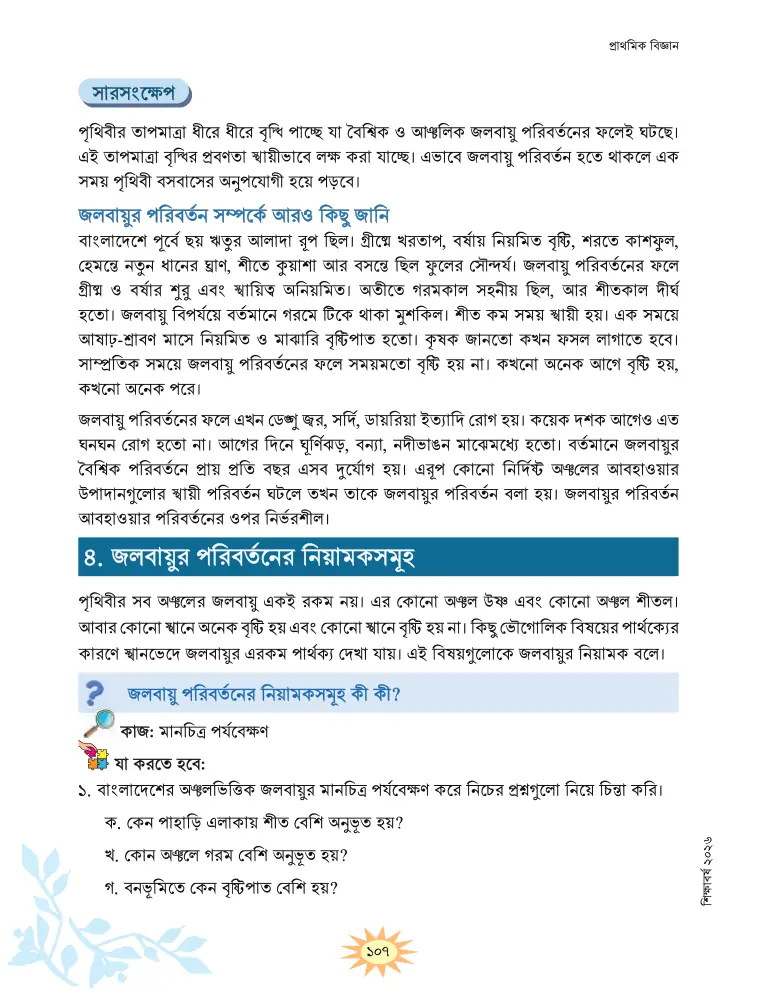 প্রাথমিক বিজ্ঞান
সারসংক্ষেপ
পৃথিবীর তাপমাত্রা ধীরে ধীরে বৃদ্ধি পাচ্ছে যা বৈশ্বিক ও আঞ্চলিক জলবায়ু পরিবর্তনের ফলেই ঘটছে।
এই তাপমাত্রা বৃদ্ধির প্রবণতা স্থায়ীভাবে লক্ষ করা যাচ্ছে। এভাবে জলবায়ু পরিবর্তন হতে থাকলে এক
সময় পৃথিবী বসবাসের অনুপযোগী হয়ে পড়বে।
জলবায়ুর পরিবর্তন সম্পর্কে আরও কিছু জানি
বাংলাদেশে পূর্বে ছয় ঋতুর আলাদা রূপ ছিল। গ্রীষ্মে খরতাপ, বর্ষায় নিয়মিত বৃষ্টি, শরতে কাশফুল,
হেমন্তে নতুন ধানের ঘ্রাণ, শীতে কুয়াশা আর বসন্তে ছিল ফুলের সৌন্দর্য। জলবায়ু পরিবর্তনের ফলে
গ্রীষ্ম ও বর্ষার শুরু এবং স্থায়িত্ব অনিয়মিত। অতীতে গরমকাল সহনীয় ছিল, আর শীতকাল দীর্ঘ
হতো। জলবায়ু বিপর্যয়ে বর্তমানে গরমে টিকে থাকা মুশকিল। শীত কম সময় স্থায়ী হয়। এক সময়ে
আষাঢ়-শ্রাবণ মাসে নিয়মিত ও মাঝারি বৃষ্টিপাত হতো। কৃষক জানতো কখন ফসল লাগাতে হবে।
সাম্প্রতিক সময়ে জলবায়ু পরিবর্তনের ফলে সময়মতো বৃষ্টি হয় না। কখনো অনেক আগে বৃষ্টি হয়,
কখনো অনেক পরে।
জলবায়ু পরিবর্তনের ফলে এখন ডেঙ্গু জ্বর, সর্দি, ডায়রিয়া ইত্যাদি রোগ হয়। কয়েক দশক আগেও এত
ঘনঘন রোগ হতো না। আগের দিনে ঘূর্ণিঝড়, বন্যা, নদীভাঙন মাঝেমধ্যে হতো। বর্তমানে জলবায়ুর
বৈশ্বিক পরিবর্তনে প্রায় প্রতি বছর এসব দুর্যোগ হয়। এরূপ কোনো নির্দিষ্ট অঞ্চলের আবহাওয়ার
উপাদানগুলোর স্থায়ী পরিবর্তন ঘটলে তখন তাকে জলবায়ুর পরিবর্তন বলা হয়। জলবায়ুর পরিবর্তন
আবহাওয়ার পরিবর্তনের ওপর নির্ভরশীল।
৪. জলবায়ুর পরিবর্তনের নিয়ামকসমূহ
পৃথিবীর সব অঞ্চলের জলবায়ু একই রকম নয়। এর কোনো অঞ্চল উষ্ণ এবং কোনো অঞ্চল শীতল।
আবার কোনো স্থানে অনেক বৃষ্টি হয় এবং কোনো স্থানে বৃষ্টি হয় না। কিছু ভৌগোলিক বিষয়ের পার্থক্যের
কারণে স্থানভেদে জলবায়ুর এরকম পার্থক্য দেখা যায়। এই বিষয়গুলোকে জলবায়ুর নিয়ামক বলে।
জলবায়ু পরিবর্তনের নিয়ামকসমূহ কী কী?
কাজ: মানচিত্র পর্যবেক্ষণ
যা করতে হবে:
১. বাংলাদেশের অঞ্চলভিত্তিক জলবায়ুর মানচিত্র পর্যবেক্ষণ করে নিচের প্রশ্নগুলো নিয়ে চিন্তা করি।
ক. কেন পাহাড়ি এলাকায় শীত বেশি অনুভূত হয়?
খ. কোন অঞ্চলে গরম বেশি অনুভূত হয়?
গ. বনভূমিতে কেন বৃষ্টিপাত বেশি হয়?
শিক্ষাবর্ষ ২০২৬
১০৭